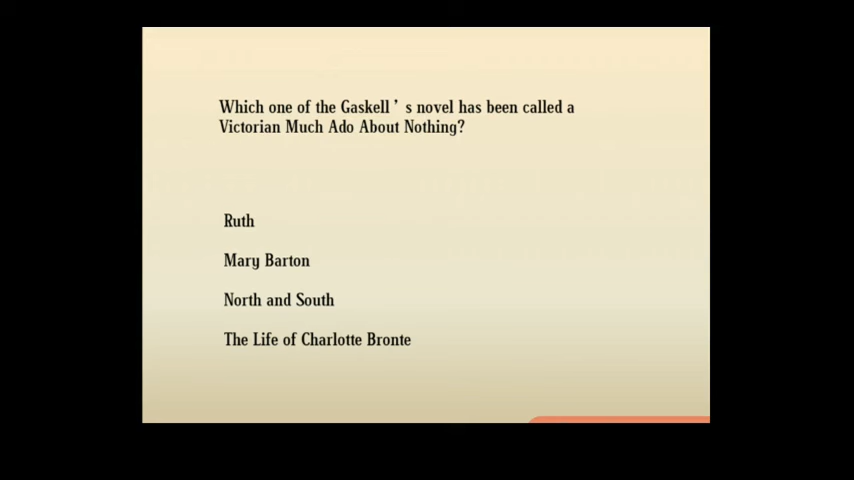 Which one of the Gaskell ’ s novel has been called a
Victorian Much Ado About Nothing?
Ruth
Mary Barton
North and South
The Life of Charlotte Bronte